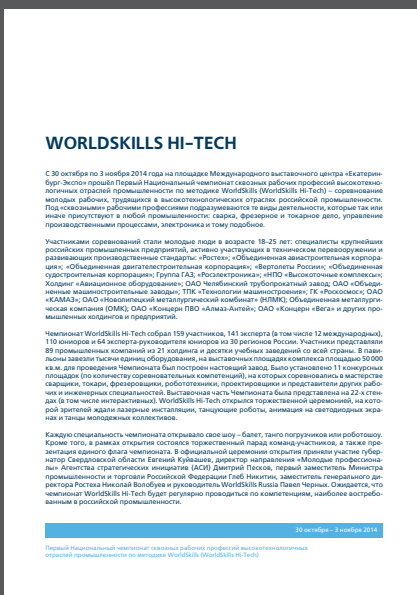 WORLDSKILLS HI-TECH
С 30 октября по 3 ноября 2014 года на площадке Международного выставочного центра «Екатерин-
бург-Экспо» прошёл Первый Национальный чемпионат сквозных рабочих профессий высокотехно-
логичных отраслей промышленности по методике WorldSkills (WorldSkills Hi-Tech) – соревнование
молодых рабочих, трудящихся в высокотехнологических отраслях российской промышленности.
Под «сквозными» рабочими профессиями подразумеваются те виды деятельности, которые так или
иначе присутствуют в любой промышленности: сварка, фрезерное и токарное дело, управление
производственными процессами, электроника и тому подобное.
Участниками соревнований стали молодые люди в возрасте 18–25 лет: специалисты крупнейших
российских промышленных предприятий, активно участвующих в техническом перевооружении и
развивающих производственные стандарты: «Ростех»; «Объединенная авиастроительная корпора-
ция»; «Объединенная двигателестроительная корпорация»; «Вертолеты России»; «Объединенная
судостроительная корпорация»; Группа ГАЗ; «Росэлектроника»; «НПО «Высокоточные комплексы»;
Холдинг «Авиационное оборудование»; ОАО Челябинский трубопрокатный завод; ОАО «Объеди-
ненные машиностроительные заводы»; ТПК «Технологии машиностроения»; ГК «Роскосмос»; ОАО
«КАМАЗ»; ОАО «Новолипецкий металлургический комбинат» (НЛМК); Объединенная металлурги-
ческая компания (ОМК); ОАО «Концерн ПВО «Алмаз-Антей»; ОАО «Концерн «Вега» и других про-
мышленных холдингов и предприятий.
Чемпионат WorldSkills Hi-Tech собрал 159 участников, 141 эксперта (в том числе 12 международных),
110 юниоров и 64 эксперта-руководителя юниоров из 30 регионов России. Участники представляли
89 промышленных компаний из 21 холдинга и десятки учебных заведений со всей страны. В пави-
льоны завезли тысячи единиц оборудования, на выставочных площадях комплекса площадью 50 000
кв.м. для проведения Чемпионата был построен настоящий завод. Было установлено 11 конкурсных
площадок (по количеству соревновательных компетенций), на которых соревновались в мастерстве
сварщики, токари, фрезеровщики, робототехники, проектировщики и представители других рабо-
чих и инженерных специальностей. Выставочная часть Чемпионата была представлена на 22-х стен-
дах (в том числе интерактивных). WorldSkills Hi-Tech открылся торжественной церемонией, на кото-
рой зрителей ждали лазерные инсталляции, танцующие роботы, анимация на светодиодных экра-
нах и танцы молодежных коллективов.
Каждую специальность чемпионата открывало свое шоу – балет, танго погрузчиков или роботошоу.
Кроме того, в рамках открытия состоялся торжественный парад команд-участников, а также пре-
зентация единого флага чемпионата. В официальной церемонии открытия приняли участие губер-
натор Свердловской области Евгений Куйвашев, директор направления «Молодые профессиона-
лы» Агентства стратегических инициатив (АСИ) Дмитрий Песков, первый заместитель Министра
промышленности и торговли Российской Федерации Глеб Никитин, заместитель генерального ди-
ректора Ростеха Николай Волобуев и руководитель WorldSkills Russia Павел Черных. Ожидается, что
чемпионат WorldSkills Hi-Tech будет регулярно проводиться по компетенциям, наиболее востребо-
ванным в российской промышленности.
30 октября – 3 ноября 2014
Первый Национальный чемпионат сквозных рабочих профессий высокотехнологичных
отраслей промышленности по методике WorldSkills (WorldSkills Hi-Tech)